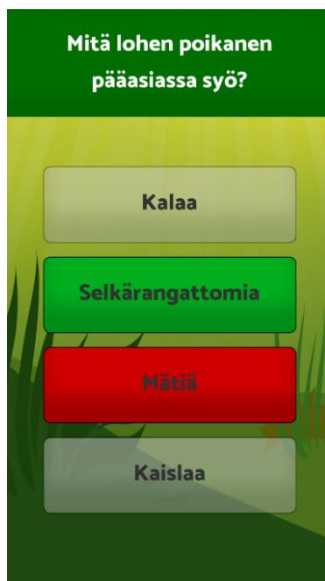 Mitä lohen poikanen
pääasiassa syö?
Kalaa
Selkärangattomia
Mätiä
Kaislaa